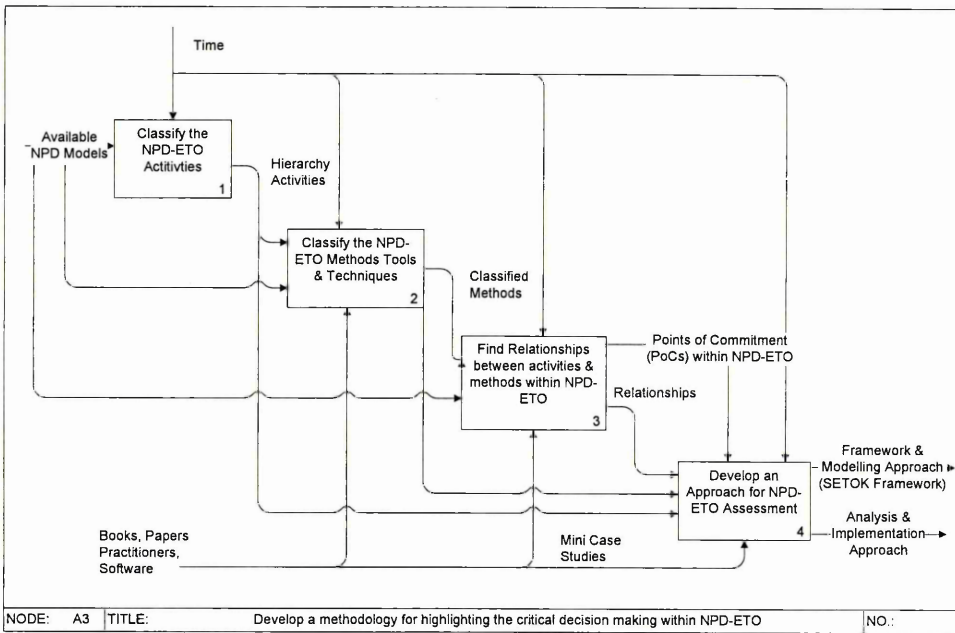 Time
Available
NPD Models
Classify the
NPD-ETO
Actitivties
1
Hierarchy
Activities
Classify the NPD-
ETO Methods Tools
& Techniques
2
Classified
Methods
Find Relationships
between activities &
methods within NPD-
ETO
3
Points of Commitment
(PoCs) within NPD-ETO
Relationships
Develop an
Approach for NPD-
ETO Assessment
4
Framework &
Modelling Approach
(SETOK Framework)
Analysis &
Implementation
Approach
Books, Papers
Practitioners,
Software
Mini Case
Studies
NODE: A3 TITLE: Develop a methodology for highlighting the critical decision making within NPD-ETO NO.: